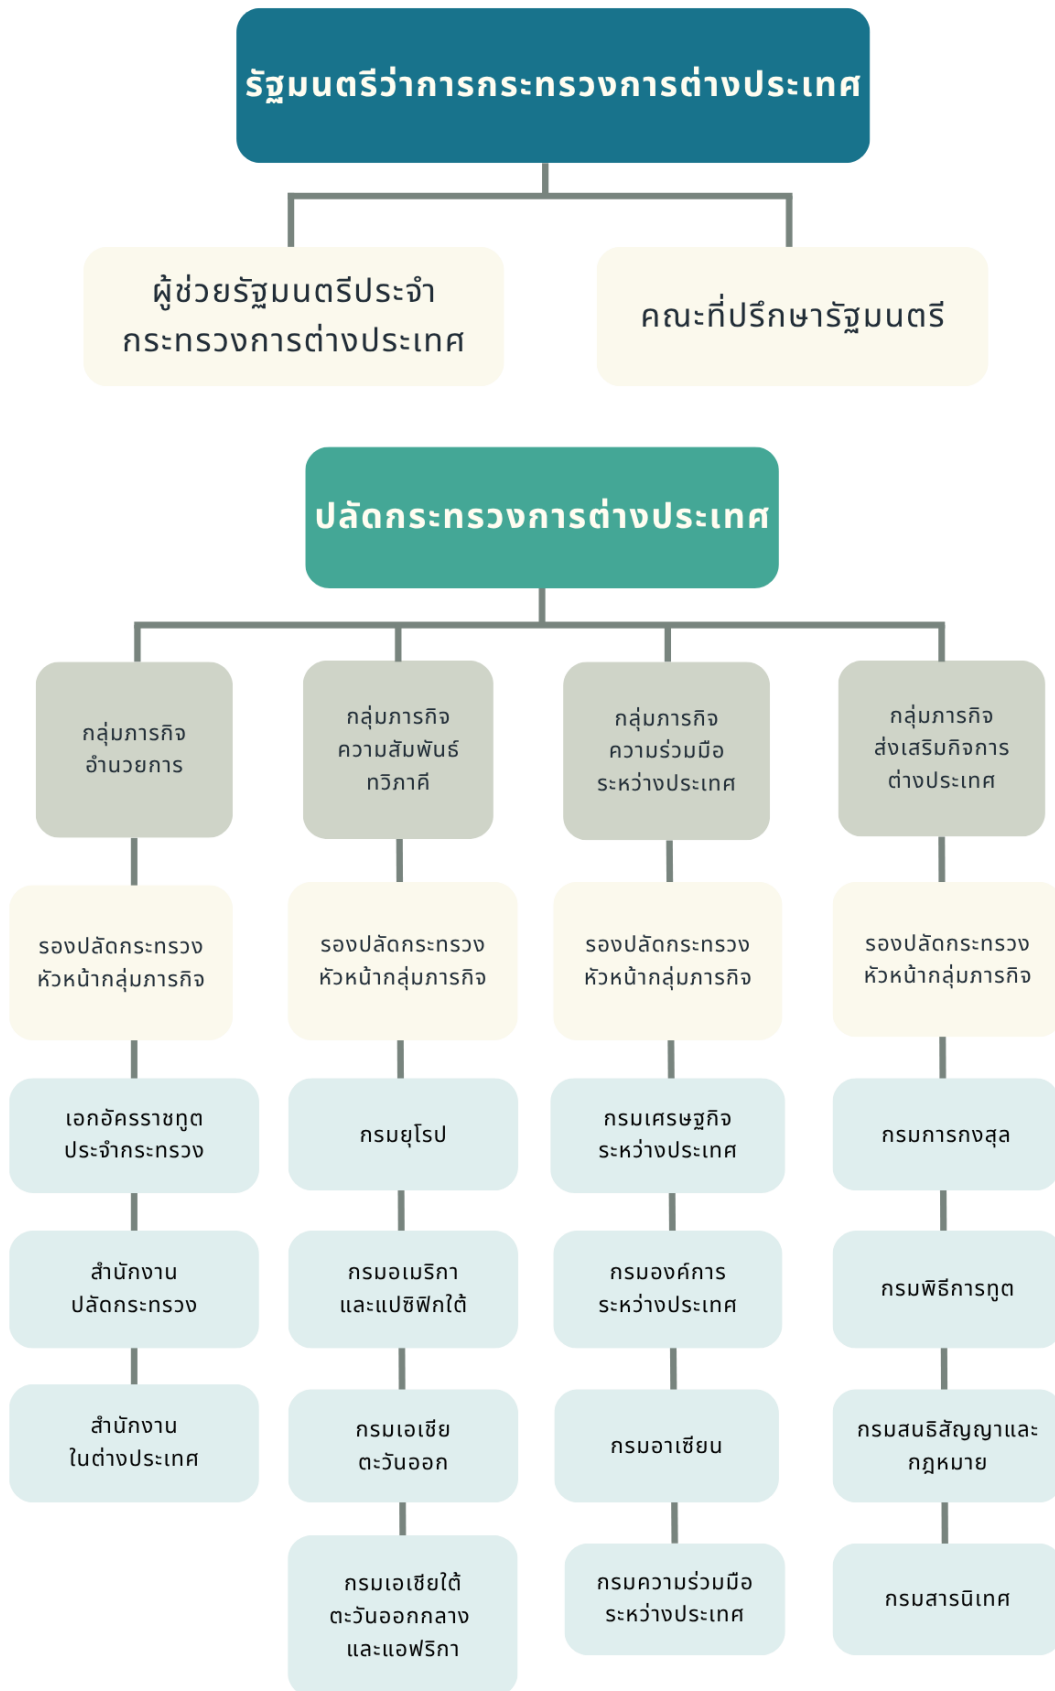 รัฐมนตรีว่าการกระทรวงการต่างประเทศ
ผู้ช่วยรัฐมนตรีประจำ
กระทรวงการต่างประเทศ
คณะที่ปรึกษารัฐมนตรี
ปลัดกระทรวงการต่างประเทศ
กลุ่มภารกิจ
อำนวยการ
กลุ่มภารกิจ
ความสัมพันธ์
ทวิภาคี
กลุ่มภารกิจ
ความร่วมมือ
ระหว่างประเทศ
กลุ่มภารกิจ
ส่งเสริมกิจการ
ต่างประเทศ
รองปลัดกระทรวง
หัวหน้ากลุ่มภารกิจ
รองปลัดกระทรวง
หัวหน้ากลุ่มภารกิจ
รองปลัดกระทรวง
หัวหน้ากลุ่มภารกิจ
รองปลัดกระทรวง
หัวหน้ากลุ่มภารกิจ
เอกอัครราชทูต
ประจำกระทรวง
กรมยุโรป
กรมเศรษฐกิจ
ระหว่างประเทศ
กรมการกงสุล
สำนักงาน
ปลัดกระทรวง
กรมอเมริกา
และแปซิฟิกใต้
กรมองค์การ
ระหว่างประเทศ
กรมพิธีการทูต
สำนักงาน
ในต่างประเทศ
กรมเอเชีย
ตะวันออก
กรมอาเซียน
กรมสนธิสัญญาและ
กฎหมาย
กรมเอเชียใต้
ตะวันออกกลาง
และแอฟริกา
กรมความร่วมมือ
ระหว่างประเทศ
กรมสารนิเทศ